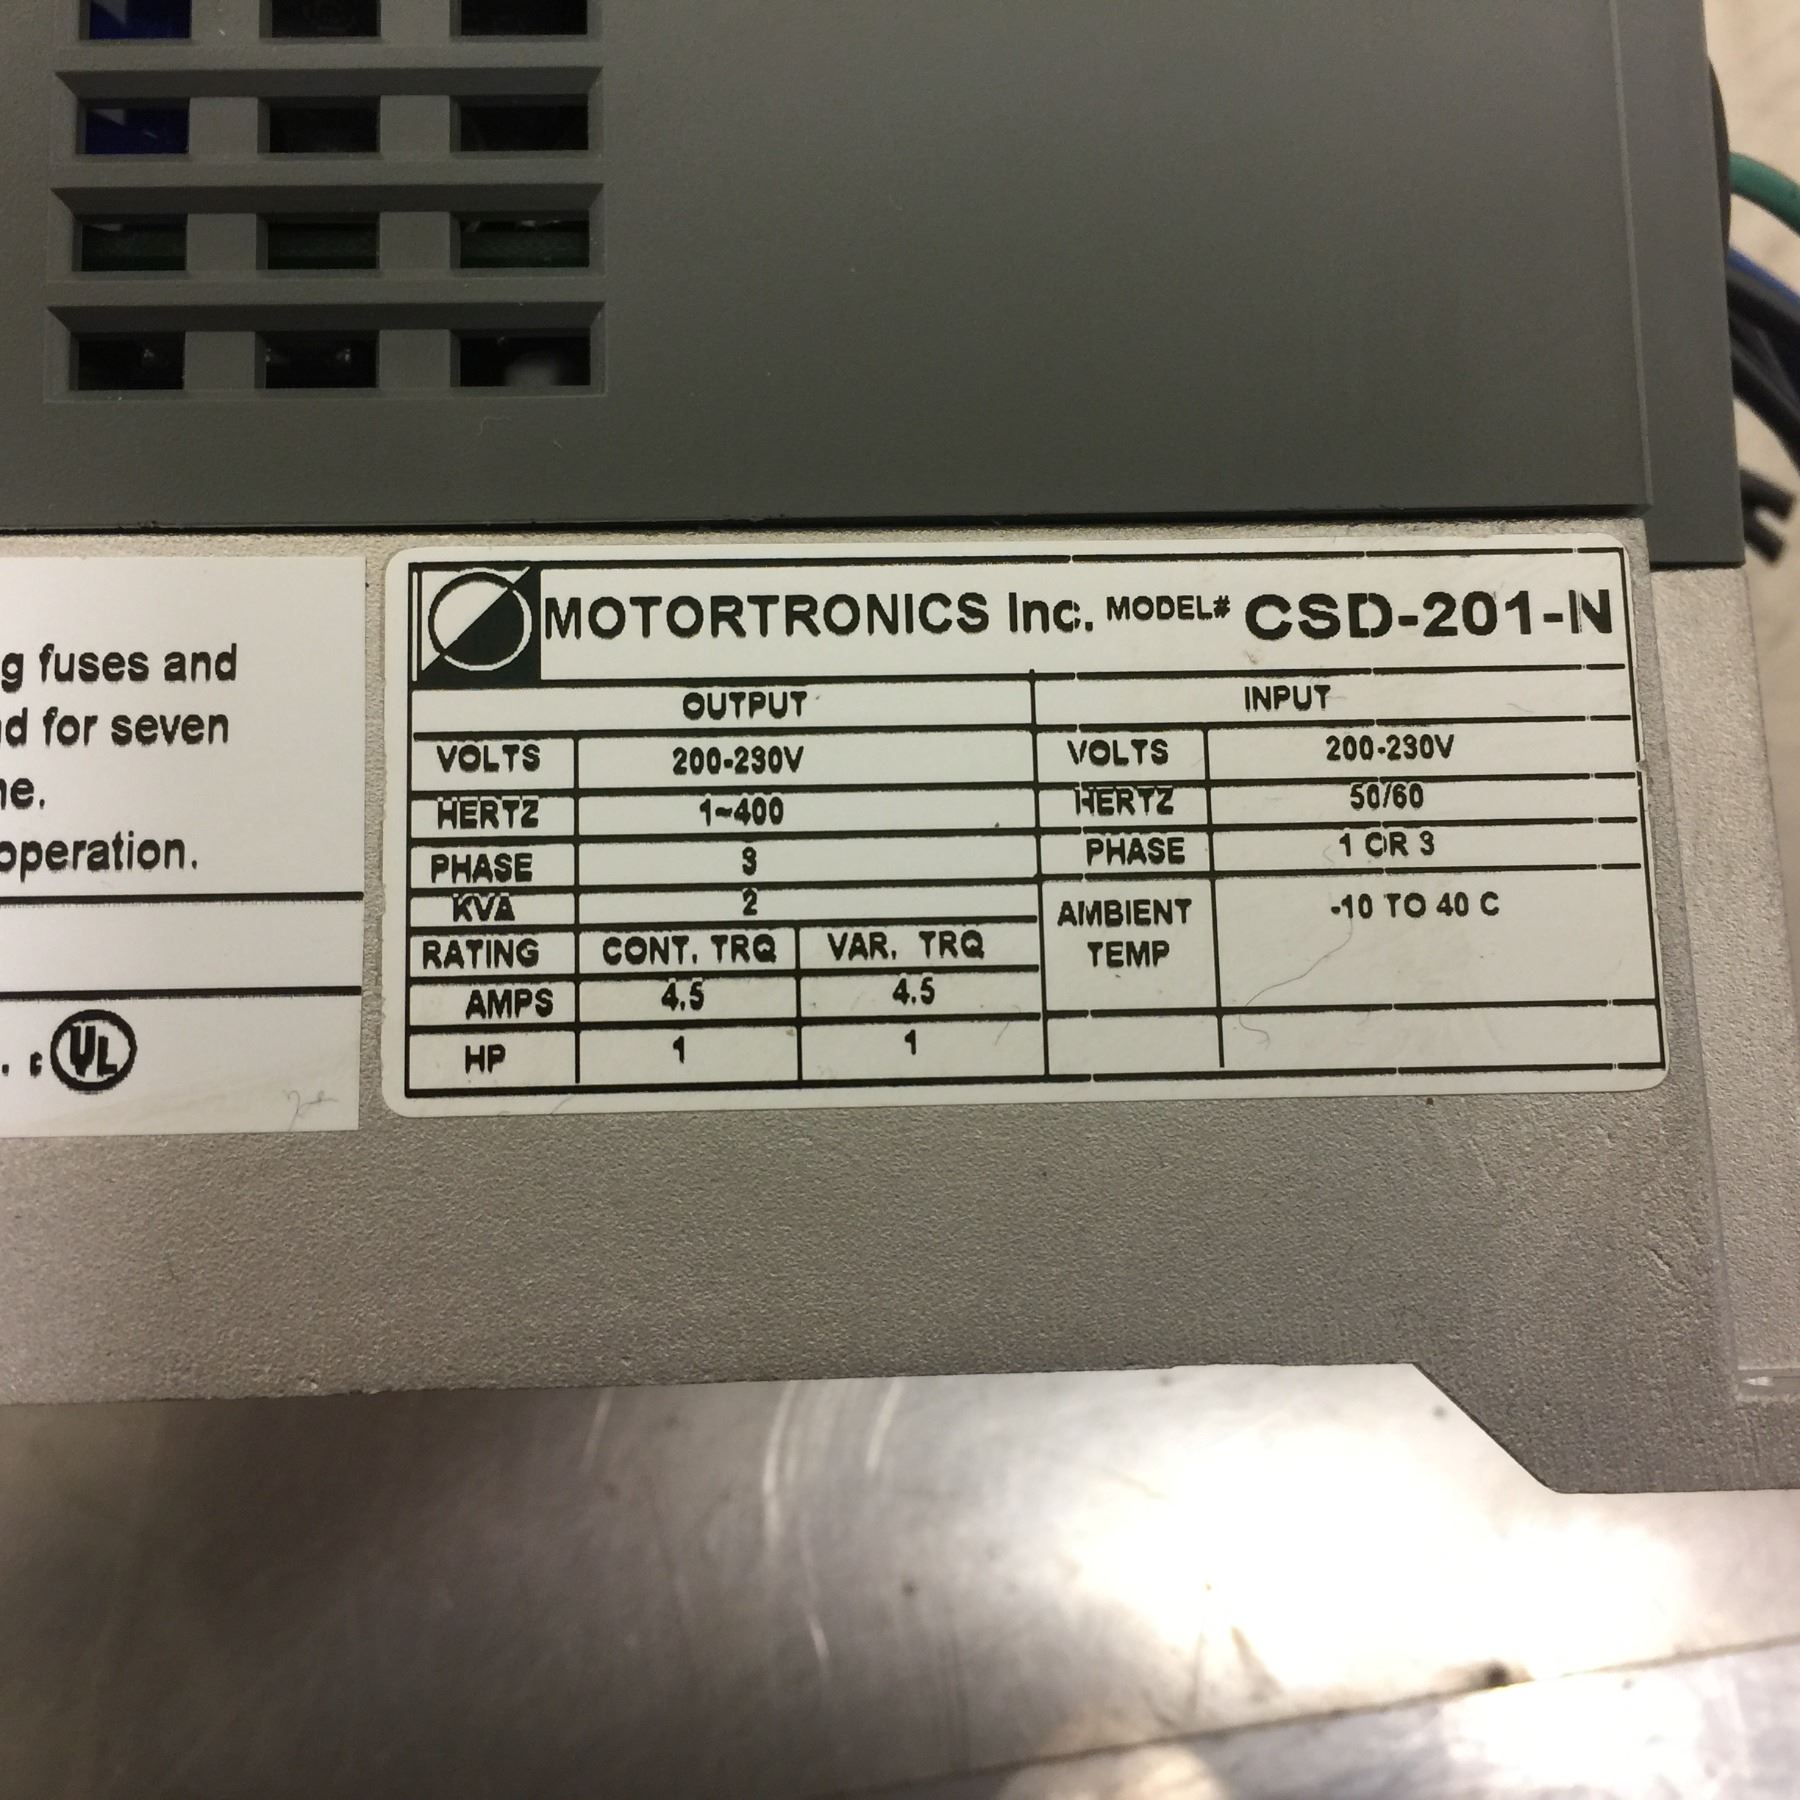 g fuses and
d for seven
e.
operation.
c UL
MOTORTRONICS Inc. MODEL# CSD-201-N
OUTPUT INPUT
VOLTS 200-230V VOLTS 200-230V
HERTZ 1~400 HERTZ 50/60
PHASE 3 PHASE 1 OR 3
KVA 2
AMBIENT TEMP -10 TO 40 C
RATING CONT. TRQ VAR. TRQ
AMPS 4.5 4.5
HP 1 1